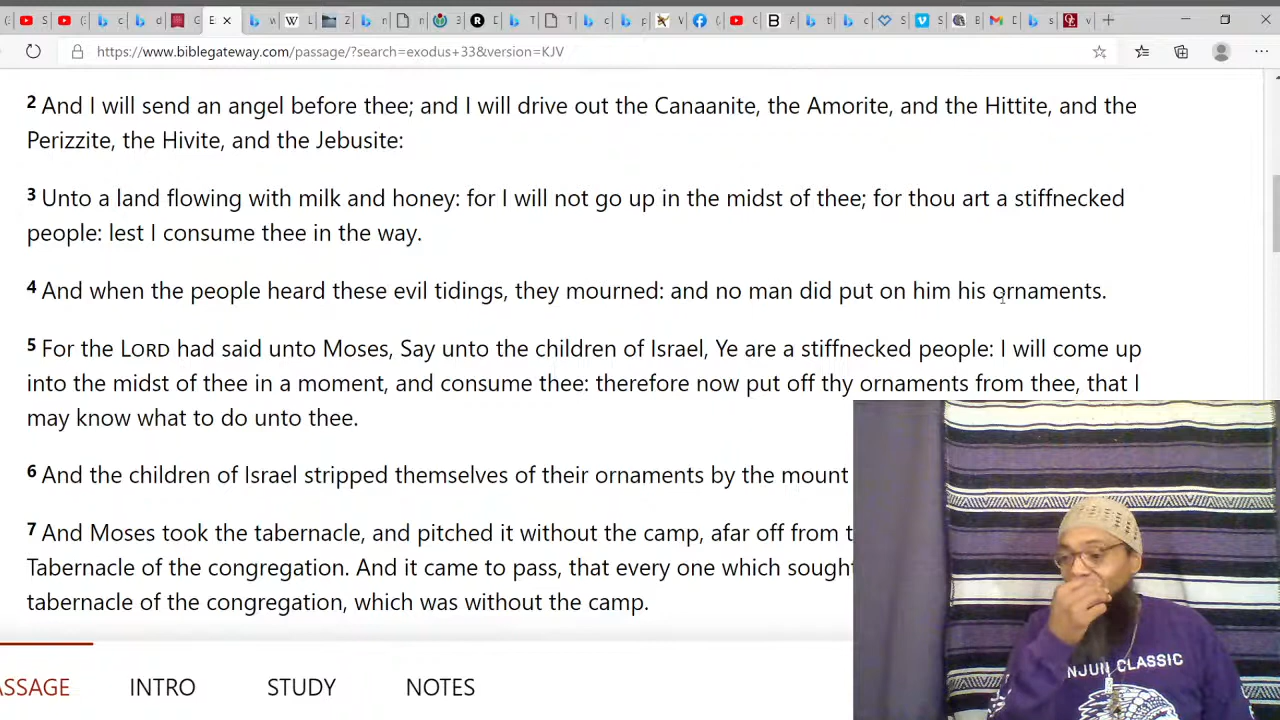 https://www.biblegateway.com/passage/?search=exodus+33&version=KJV
2 And I will send an angel before thee; and I will drive out the Canaanite, the Amorite, and the Hittite, and the
Perizzite, the Hivite, and the Jebusite:
3 Unto a land flowing with milk and honey: for I will not go up in the midst of thee; for thou art a stiffnecked
people: lest I consume thee in the way.
4 And when the people heard these evil tidings, they mourned: and no man did put on him his ornaments.
5 For the LORD had said unto Moses, Say unto the children of Israel, Ye are a stiffnecked people: I will come up
into the midst of thee in a moment, and consume thee: therefore now put off thy ornaments from thee, that I
may know what to do unto thee.
6 And the children of Israel stripped themselves of their ornaments by the mount
7 And Moses took the tabernacle, and pitched it without the camp, afar off from t
Tabernacle of the congregation. And it came to pass, that every one which sought
tabernacle of the congregation, which was without the camp.
ASSAGE INTRO STUDY NOTES
NJUN CLASSIC